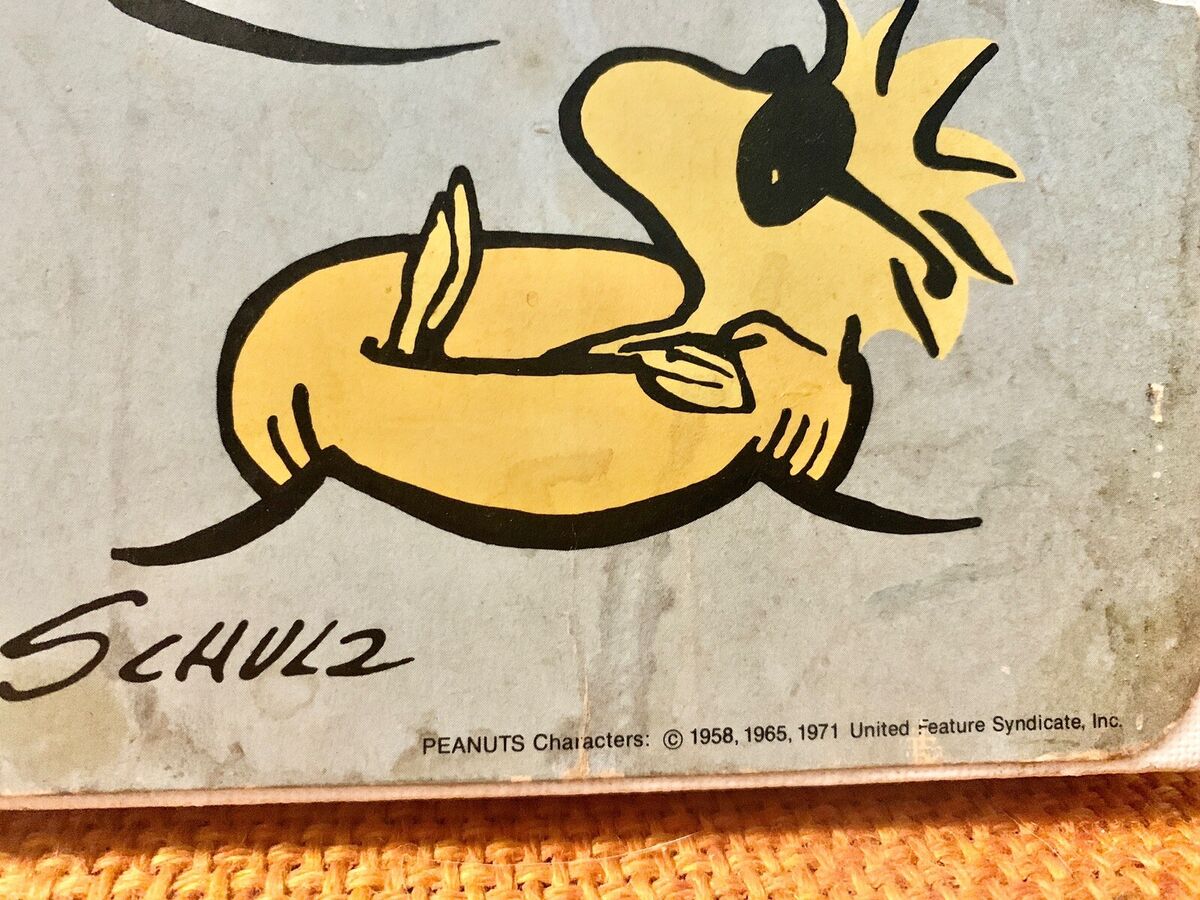 SCHULZ
PEANUTS Characters: © 1958, 1965, 1971 United Feature Syndicate, Inc.